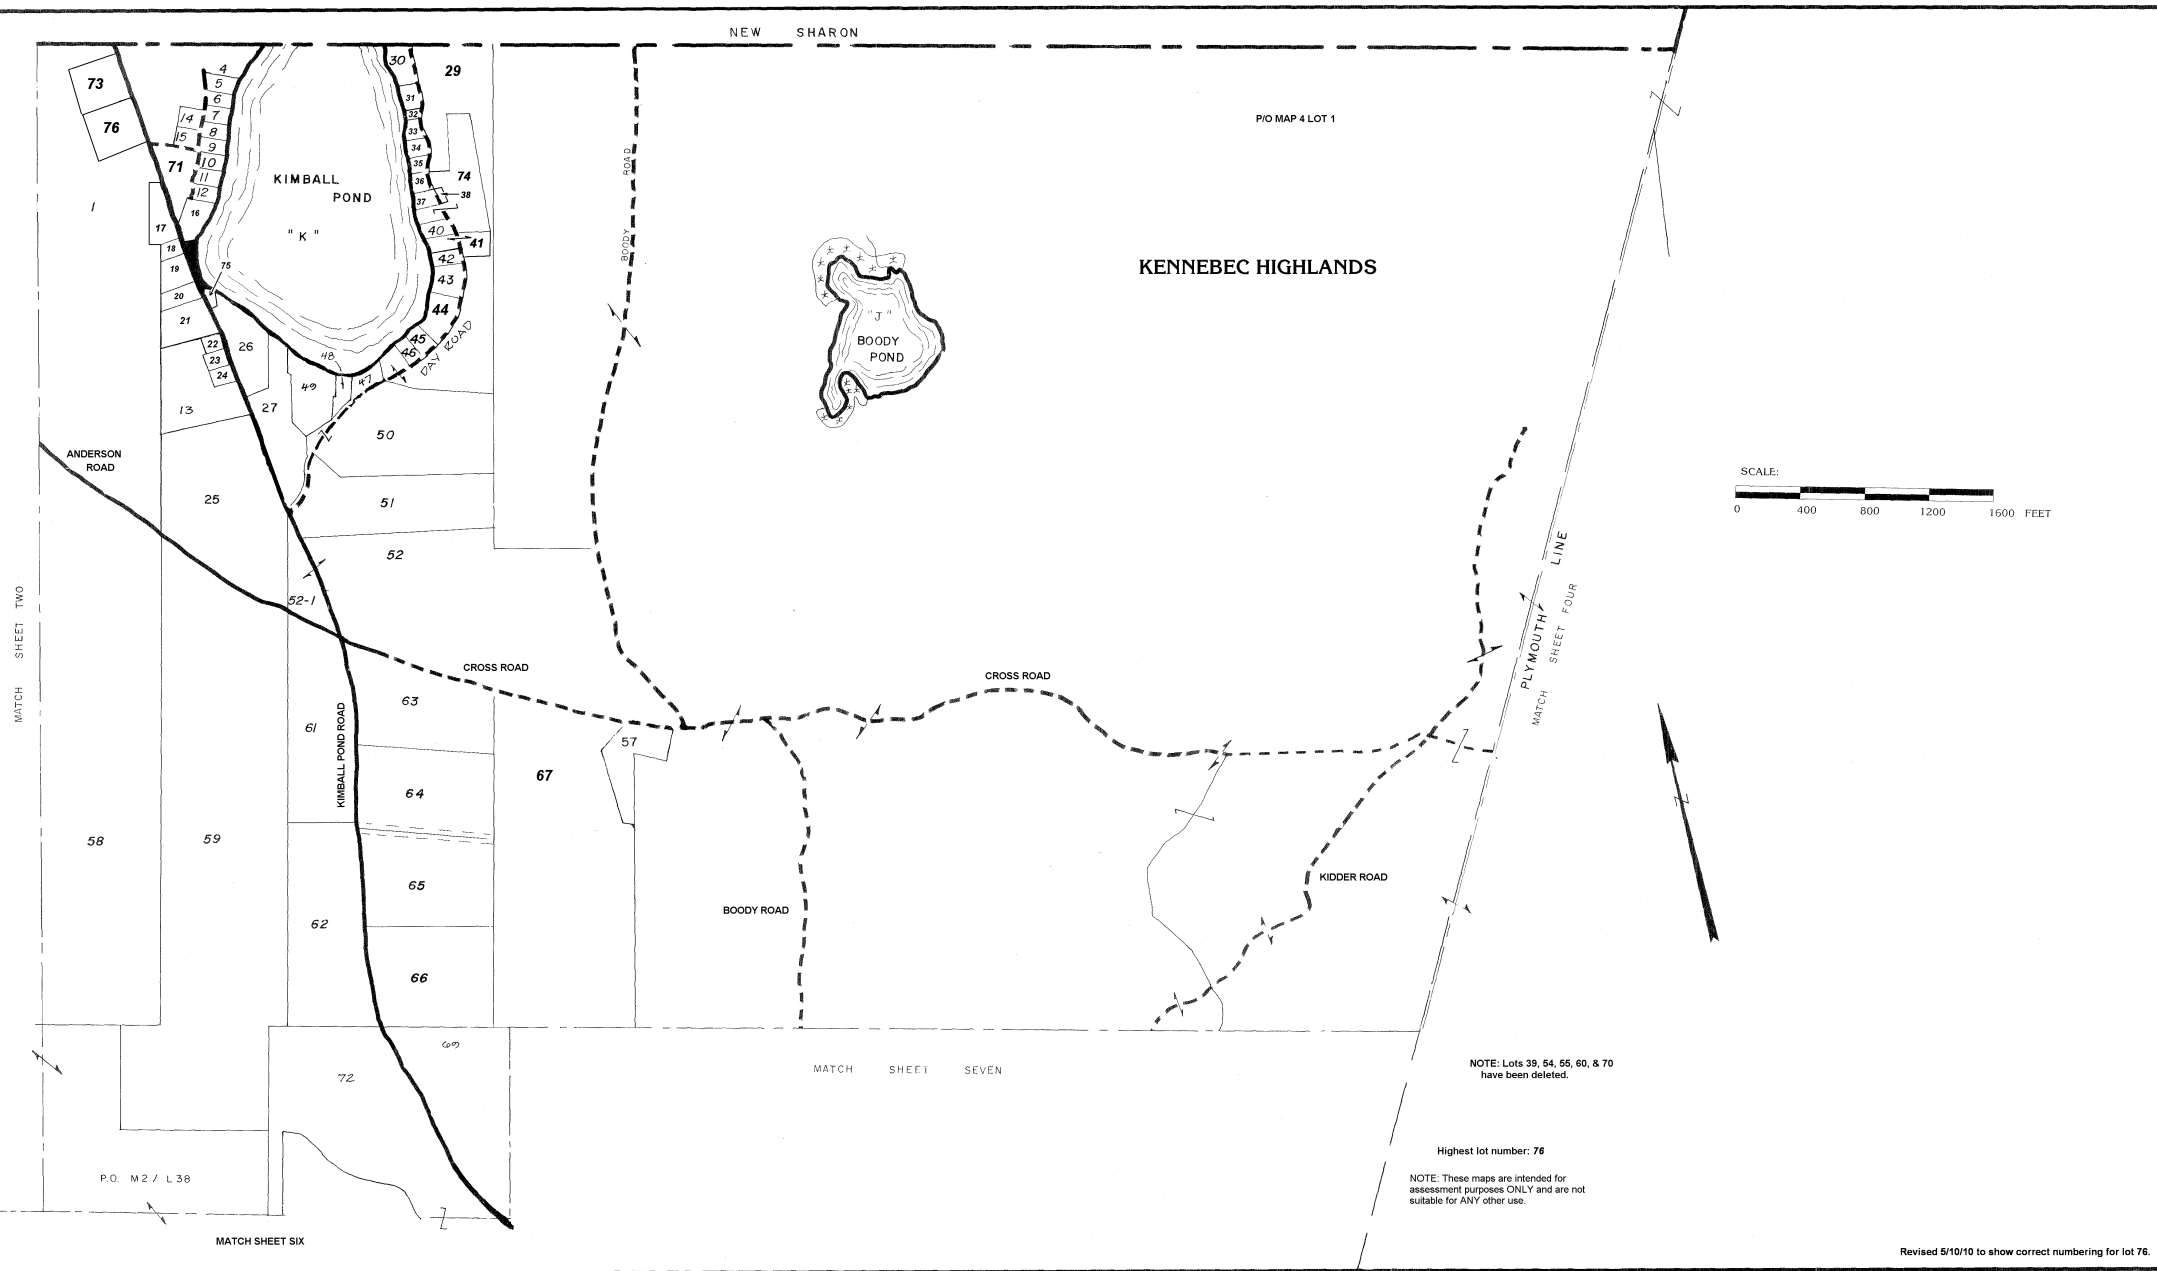 NEW SHARON
73
76
4
5
6
7
8
9
10
11
12
14
15
71
16
17
18
19
20
21
22
23
24
75
1
KIMBALL
POND
" K "
30
29
31
32
33
34
35
36
37
38
74
40
41
42
43
44
45
46
47
48
49
DAY ROAD
26
27
13
50
51
52
52-1
25
ANDERSON
ROAD
BOODY ROAD
P/O MAP 4 LOT 1
KENNEBEC HIGHLANDS
"J"
BOODY
POND
SCALE:
0 400 800 1200 1600 FEET
MATCH SHEET TWO
PLYMOUTH LINE
MATCH SHEET FOUR
CROSS ROAD
CROSS ROAD
KIMBALL POND ROAD
61
63
57
67
64
58
59
65
62
66
BOODY ROAD
KIDDER ROAD
69
72
MATCH SHEET SEVEN
NOTE: Lots 39, 54, 55, 60, & 70
have been deleted.
Highest lot number: 76
NOTE: These maps are intended for
assessment purposes ONLY and are not
suitable for ANY other use.
P.O. M 2 / L 38
MATCH SHEET SIX
Revised 5/10/10 to show correct numbering for lot 76.